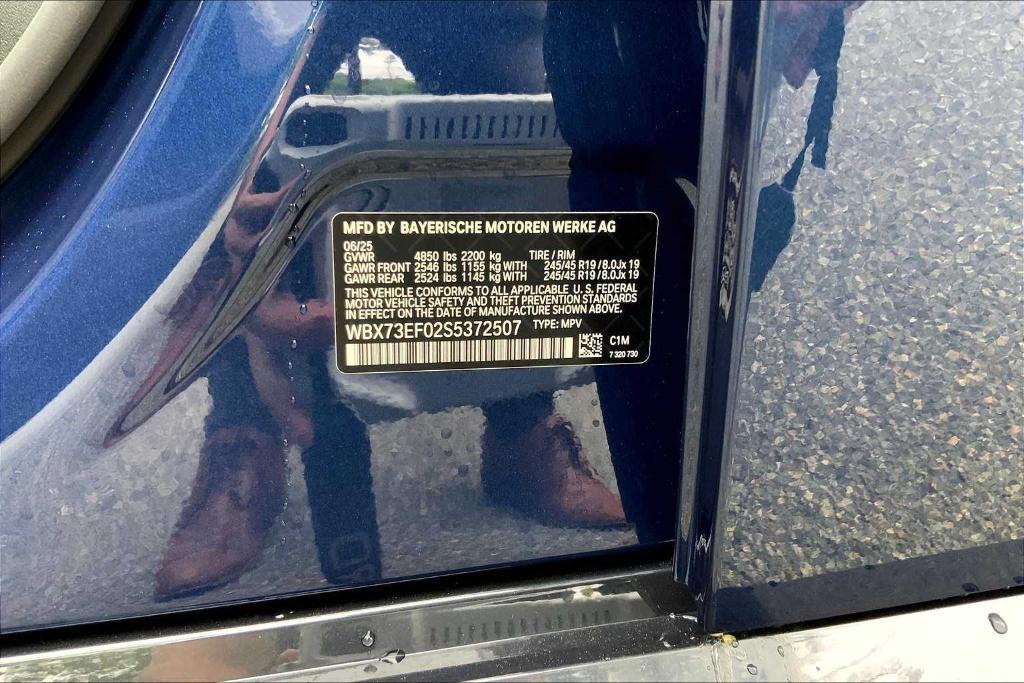 MFD BY BAYERISCHE MOTOREN WERKE AG
06/25
GVWR 4850 lbs 2200 kg TIRE / RIM
GAWR FRONT 2546 lbs 1155 kg WITH 245/45 R19 / 8.0Jx 19
GAWR REAR 2524 lbs 1145 kg WITH 245/45 R19 / 8.0Jx 19
THIS VEHICLE CONFORMS TO ALL APPLICABLE U. S. FEDERAL
MOTOR VEHICLE SAFETY AND THEFT PREVENTION STANDARDS
IN EFFECT ON THE DATE OF MANUFACTURE SHOWN ABOVE.
WBX73EF02S5372507 TYPE: MPV
C1M
7 320 730